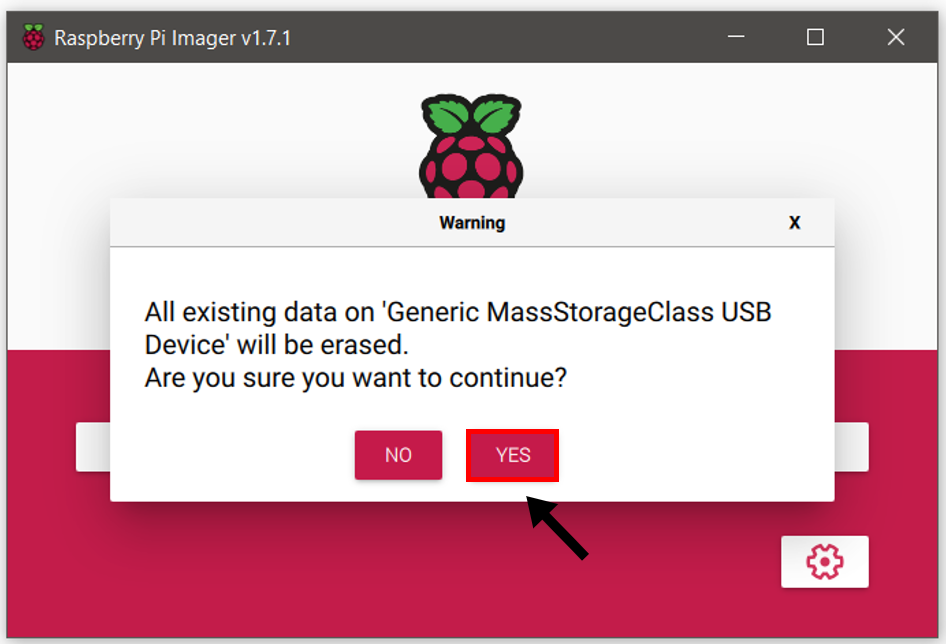 Raspberry Pi Imager v1.7.1
Warning
X
All existing data on 'Generic MassStorageClass USB
Device' will be erased.
Are you sure you want to continue?
NO
YES